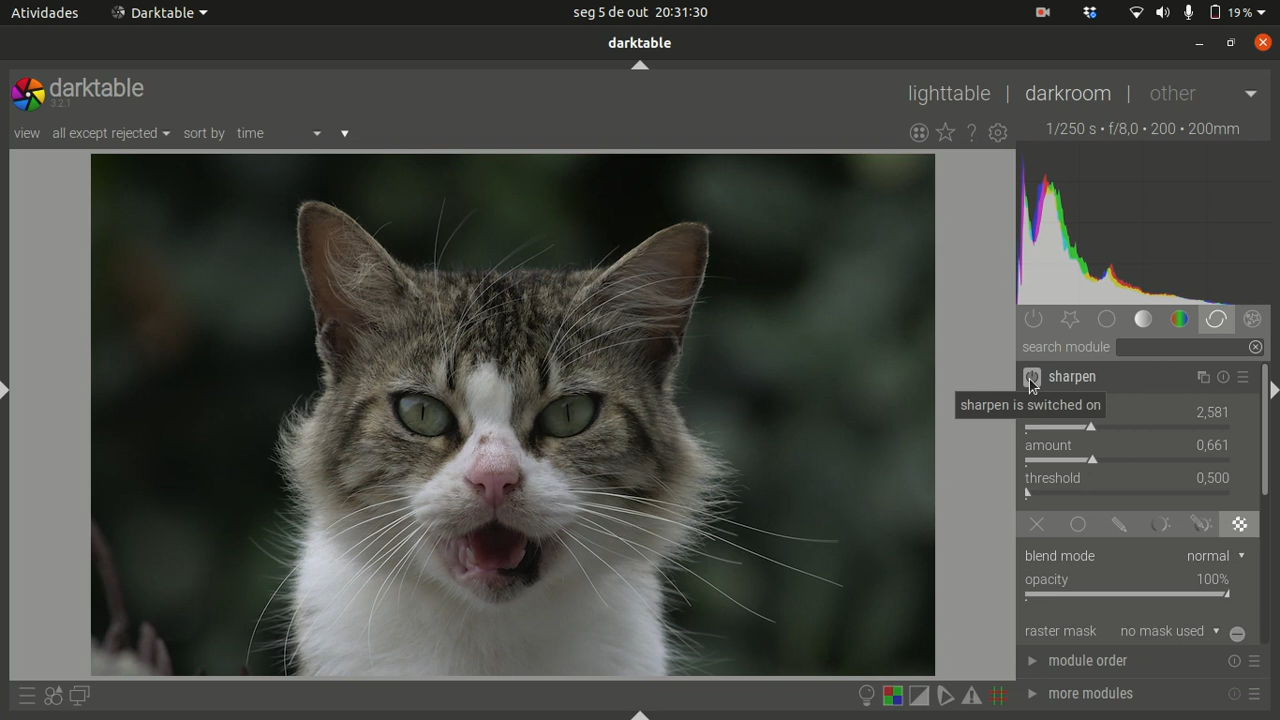 Atividades
Darktable
seg 5 de out 20:31:30
19%
darktable
darktable
3.2.1
lighttable | darkroom | other
view all except rejected sort by time
?
1/250 s • f/8,0 • 200 • 200mm
search module
sharpen
sharpen is switched on
2,581
amount 0,661
threshold 0,500
blend mode normal
opacity 100%
raster mask no mask used
module order
more modules